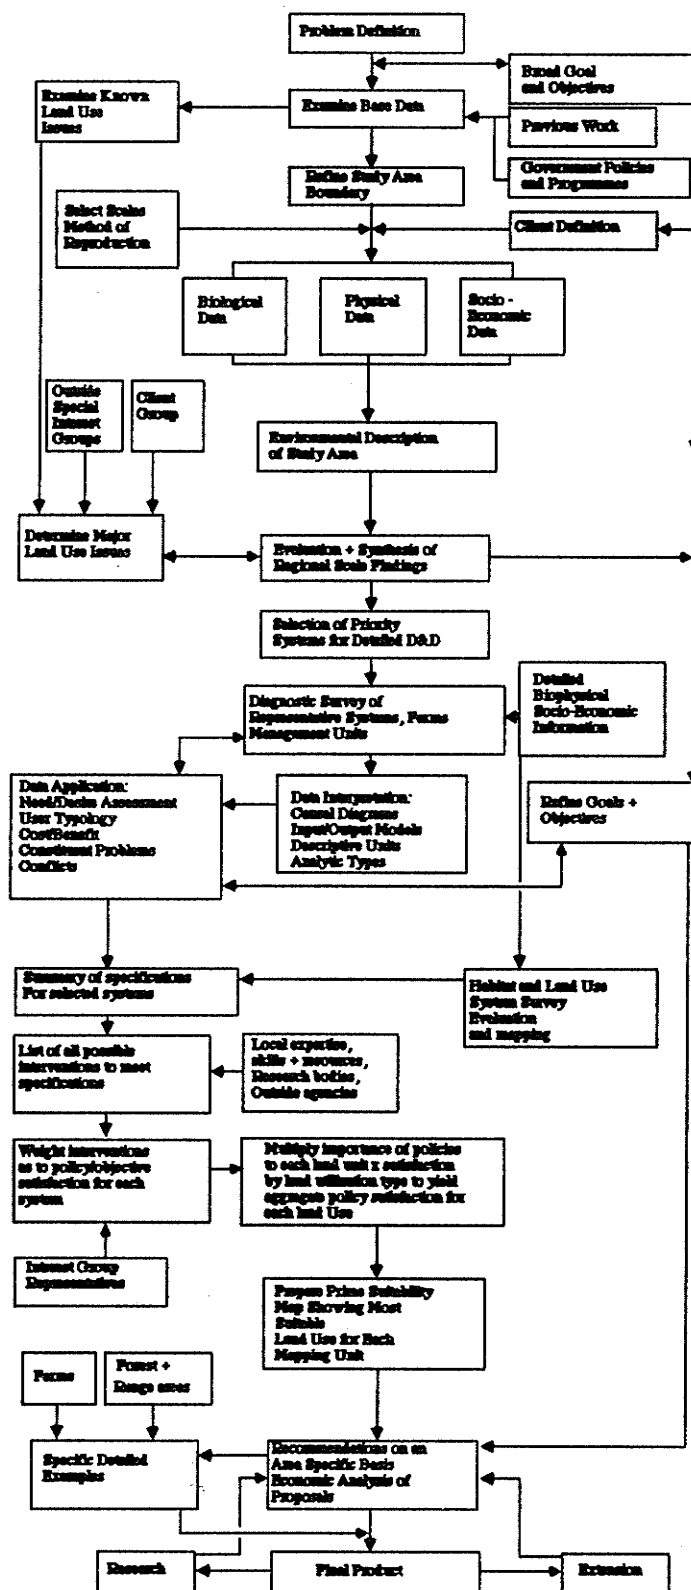 Problem Definition
Broad Goal
and Objectives
Examine Known
Land Use
Issues
Examine Base Data
Previous Work
Refine Study Area
Boundary
Government Policies
and Programmes
Select Scales
Method of
Reproduction
Client Definition
Biological
Data
Physical
Data
Socio -
Economic
Data
Outside
Special
Interest
Groups
Client
Group
Environmental Description
of Study Area
Determine Major
Land Use Issues
Evaluation + Synthesis of
Regional Scale Findings
Selection of Priority
Systems for Detailed D&D
Detailed
Biophysical
Socio-Economic
Information
Diagnostic Survey of
Representative Systems, Farms
Management Units
Data Application:
Need/Desire Assessment
User Typology
Cost/Benefit
Constituent Problems
Conflicts
Data Interpretation:
Causal Diagrams
Input/Output Models
Descriptive Units
Analytic Types
Refine Goals +
Objectives
Summary of specifications
For selected systems
Habitat and Land Use
System Survey
Evaluation
and mapping
List of all possible
interventions to meet
specifications
Local expertise,
skills + resources,
Research bodies,
Outside agencies
Weight interventions
as to policy/objective
satisfaction for each
system
Multiply importance of policies
to each land unit x satisfaction
by land utilisation type to yield
aggregate policy satisfaction for
each land Use
Interest Group
Representatives
Prepare Prime Suitability
Map Showing Most
Suitable
Land Use for Each
Mapping Unit
Farms
Forest +
Range areas
Specific Detailed
Examples
Recommendations on an
Area Specific Basis
Economic Analysis of
Proposals
Research
Final Product
Extension